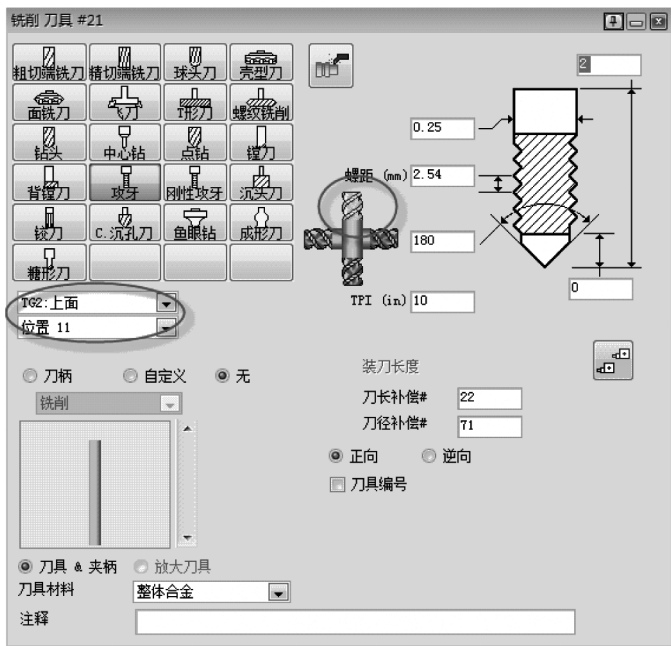 铣削 刀具 #21
粗切端铣刀 精切端铣刀 球头刀 壳型刀
面铣刀 飞刀 T形刀 螺纹铣削
钻头 中心钻 点钻 镗刀
背镗刀 攻牙 刚性攻牙 沉头刀
铰刀 C.沉孔刀 鱼眼钻 成形刀
糖形刀
2
0.25
螺距 (mm) 2.54
180
0
TPI (in) 10
TG2:上面
位置 11
刀柄 自定义 无
铣削
装刀长度
刀长补偿# 22
刀径补偿# 71
正向 逆向
刀具编号
刀具 & 夹柄 放大刀具
刀具材料 整体合金
注释